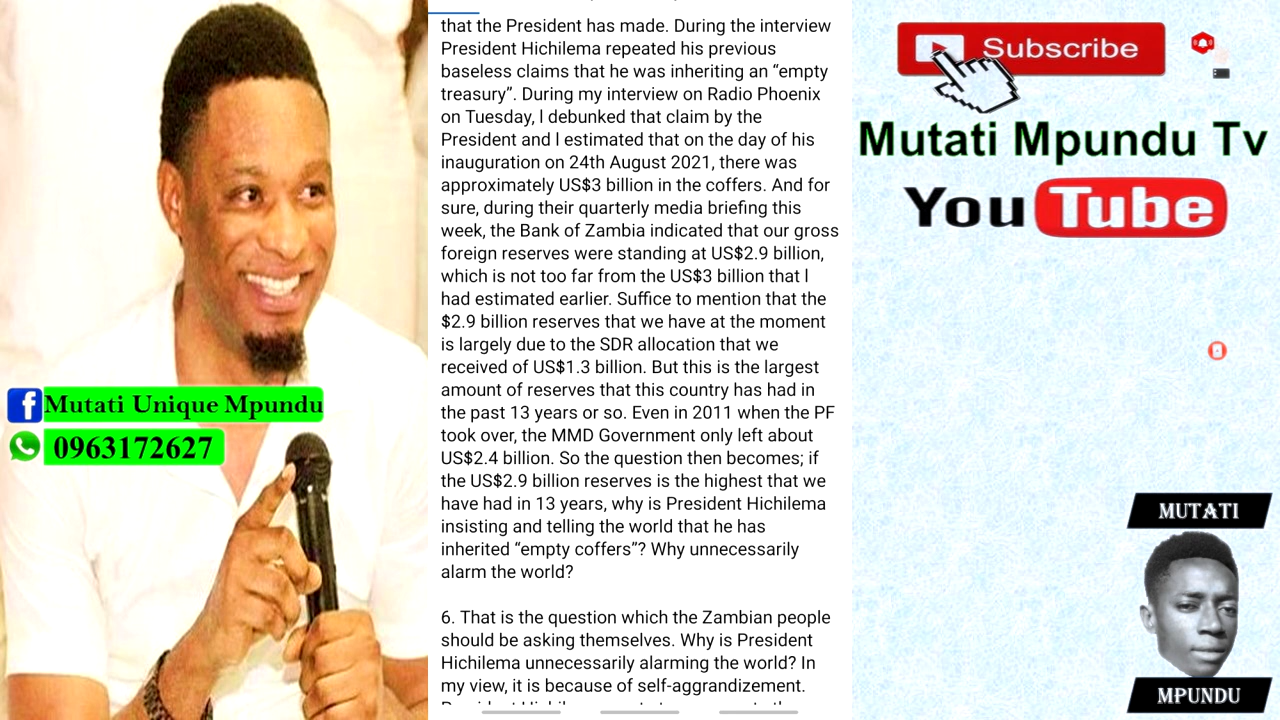 that the President has made. During the interview
President Hichilema repeated his previous
baseless claims that he was inheriting an “empty
treasury”. During my interview on Radio Phoenix
on Tuesday, I debunked that claim by the
President and I estimated that on the day of his
inauguration on 24th August 2021, there was
approximately US$3 billion in the coffers. And for
sure, during their quarterly media briefing this
week, the Bank of Zambia indicated that our gross
foreign reserves were standing at US$2.9 billion,
which is not too far from the US$3 billion that I
had estimated earlier. Suffice to mention that the
$2.9 billion reserves that we have at the moment
is largely due to the SDR allocation that we
received of US$1.3 billion. But this is the largest
amount of reserves that this country has had in
the past 13 years or so. Even in 2011 when the PF
took over, the MMD Government only left about
US$2.4 billion. So the question then becomes; if
the US$2.9 billion reserves is the highest that we
have had in 13 years, why is President Hichilema
insisting and telling the world that he has
inherited “empty coffers”? Why unnecessarily
alarm the world?
6. That is the question which the Zambian people
should be asking themselves. Why is President
Hichilema unnecessarily alarming the world? In
my view, it is because of self-aggrandizement.
Mutati Unique Mpundu
0963172627
Subscribe
Mutati Mpundu Tv
YouTube
MUTATI
MPUNDU